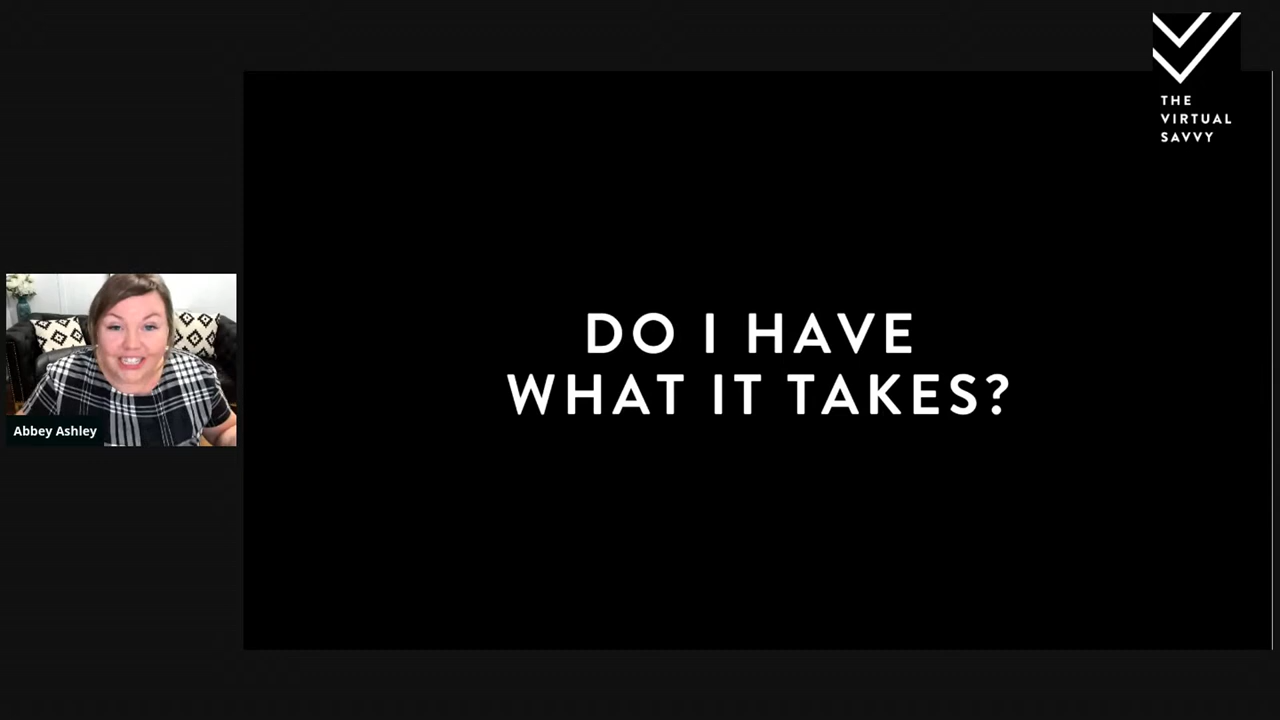 THE
VIRTUAL
SAVVY
DO I HAVE
WHAT IT TAKES?
Abbey Ashley